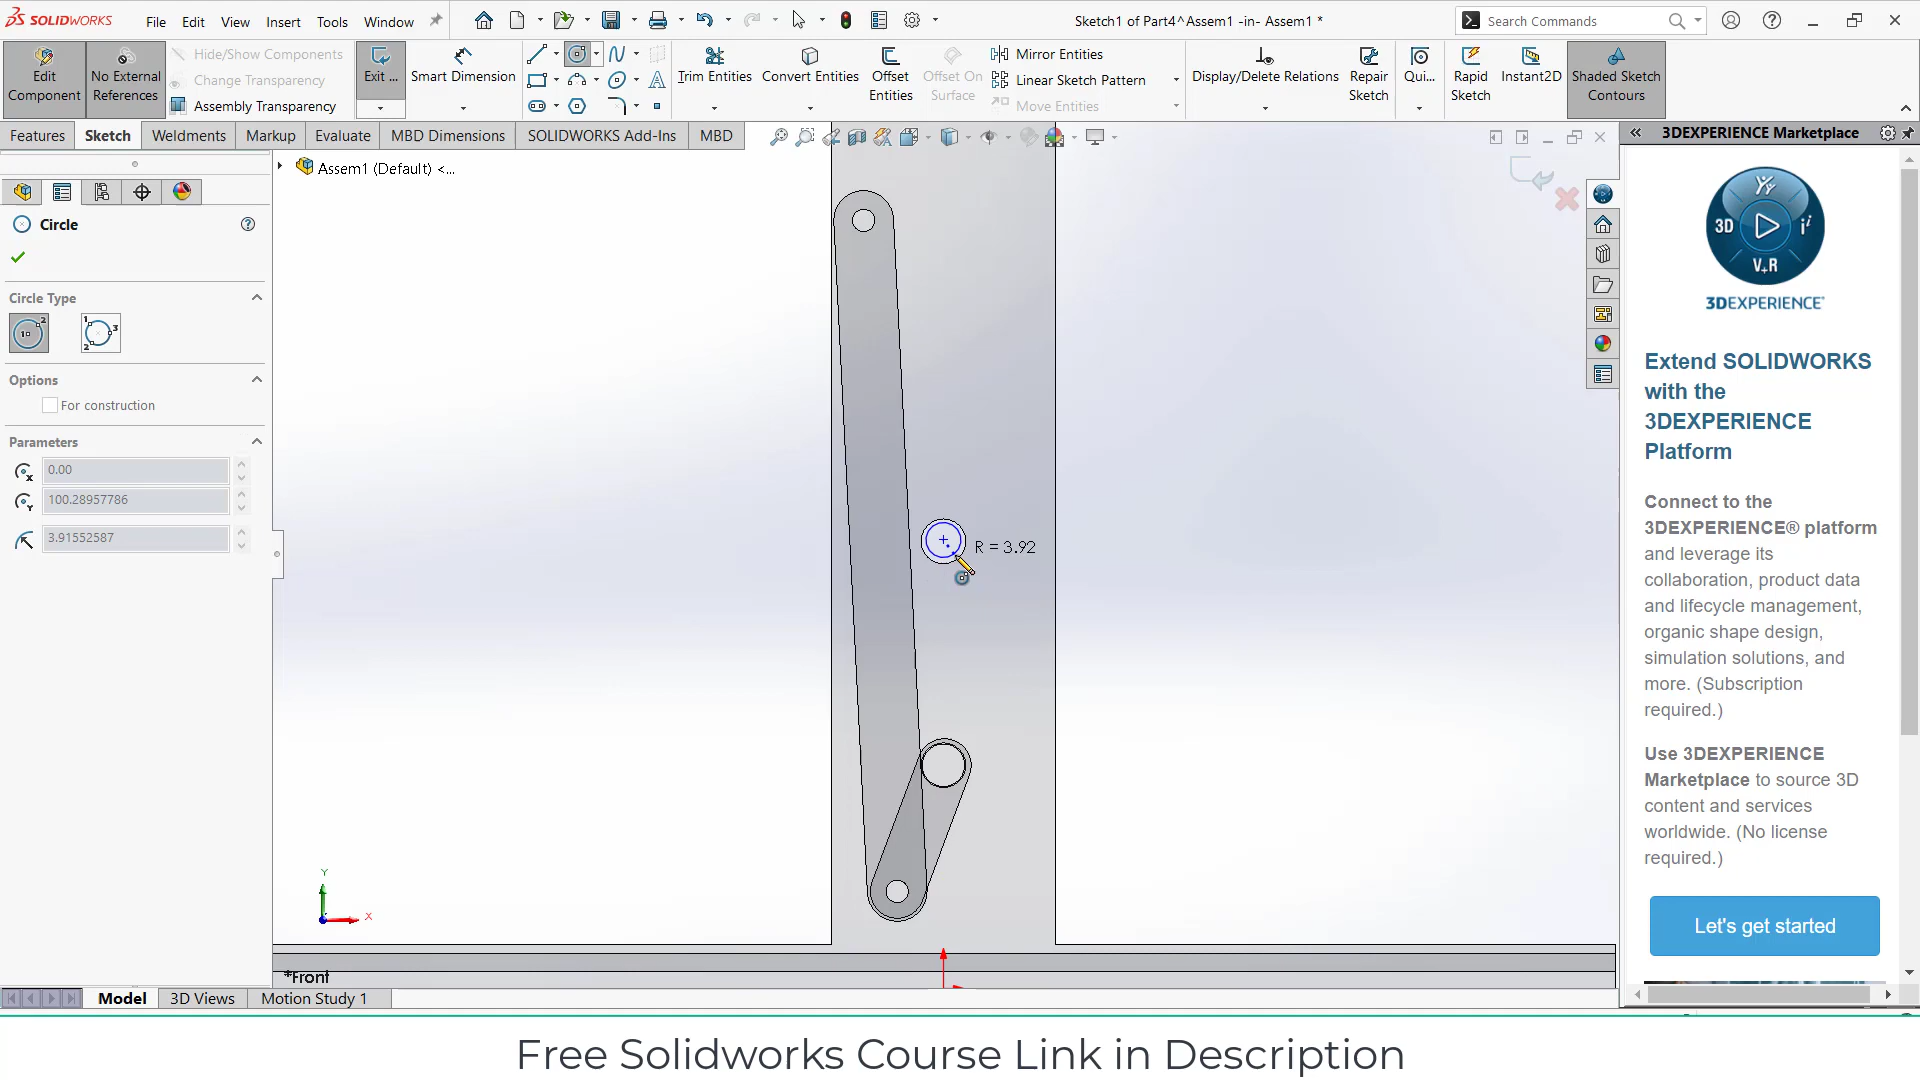 SOLIDWORKS
File Edit View Insert Tools Window
Sketch1 of Part4^Assem1 -in- Assem1 *
Search Commands
Edit Component
No External References
Hide/Show Components
Change Transparency
Assembly Transparency
Exit ...
Smart Dimension
Trim Entities
Convert Entities
Offset Entities
Offset On Surface
Mirror Entities
Linear Sketch Pattern
Move Entities
Display/Delete Relations
Repair Sketch
Qui...
Rapid Sketch
Instant2D
Shaded Sketch Contours
Features Sketch Weldments Markup Evaluate MBD Dimensions SOLIDWORKS Add-Ins MBD
3DEXPERIENCE Marketplace
Assem1 (Default) <...
Circle
Circle Type
Options
For construction
Parameters
0.00
100.28957786
3.91552587
R = 3.92
Y
X
*Front
3D
V+R
3DEXPERIENCE
Extend SOLIDWORKS
with the
3DEXPERIENCE
Platform
Connect to the
3DEXPERIENCE® platform
and leverage its
collaboration, product data
and lifecycle management,
organic shape design,
simulation solutions, and
more. (Subscription
required.)
Use 3DEXPERIENCE
Marketplace to source 3D
content and services
worldwide. (No license
required.)
Let's get started
Model 3D Views Motion Study 1
Free Solidworks Course Link in Description